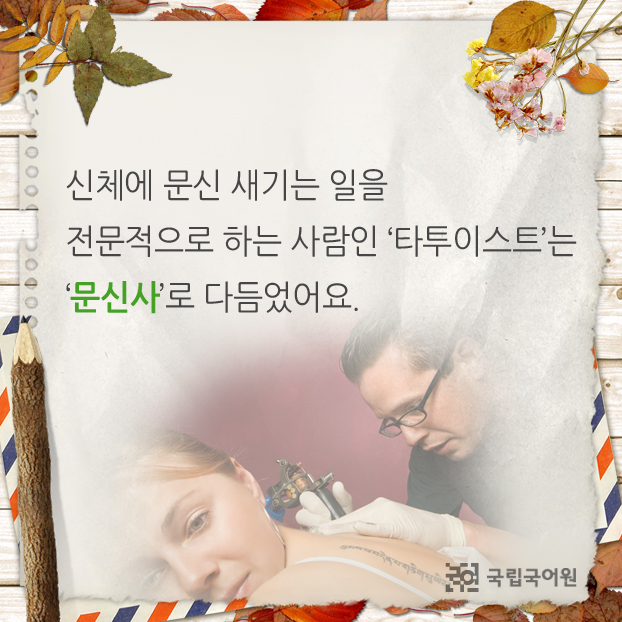 신체에 문신 새기는 일을
전문적으로 하는 사람인 ‘타투이스트’는
‘문신사’로 다듬었어요.
국립국어원